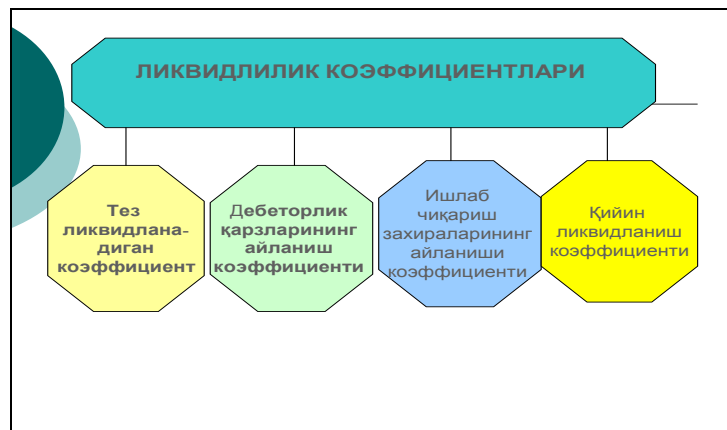 ЛИКВИДЛИЛИК КОЭФФИЦИЕНТЛАРИ
Тез
ликвидлана-
диган
коэффициент
Дебеторлик
қарзларининг
айланиш
коэффициенти
Ишлаб
чиқариш
захираларининг
айланиши
коэффициенти
Қийин
ликвидланиш
коэффициенти